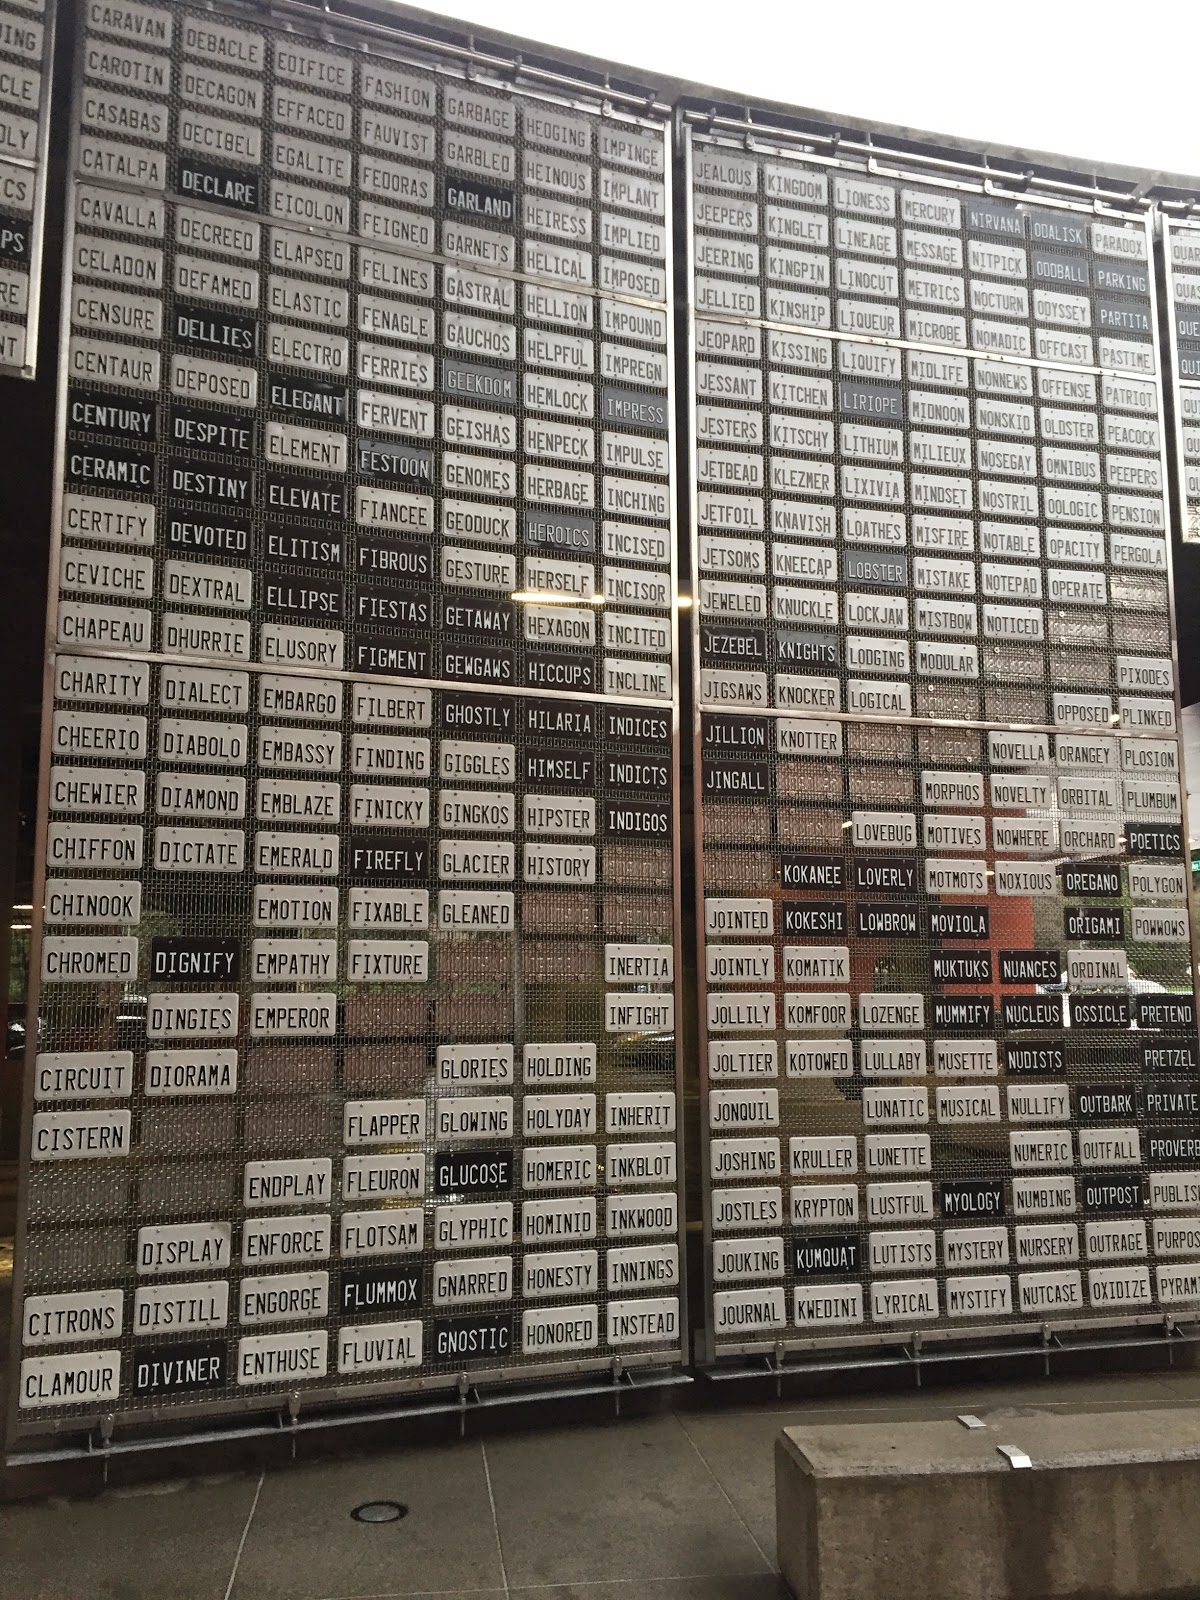 CARAVAN
CAROTIN
CASABAS
CATALPA
CAVALLA
CELADON
CENSURE
CENTAUR
CENTURY
CERAMIC
CERTIFY
CEVICHE
CHAPEAU
CHARITY
CHEERIO
CHEWIER
CHIFFON
CHINOOK
CHROMED
CIRCUIT
CISTERN
CITRONS
CLAMOUR
DEBACLE
DECAGON
DECIBEL
DECLARE
DECREED
DEFAMED
DELLIES
DEPOSED
DESPITE
DESTINY
DEVOTED
DEXTRAL
DHURRIE
DIALECT
DIABOLO
DIAMOND
DICTATE
DIGNIFY
DINGIES
DIORAMA
DISPLAY
DISTILL
DIVINER
EDIFICE
EFFACED
EGALITE
EICOLON
ELAPSED
ELASTIC
ELECTRO
ELEGANT
ELEMENT
ELEVATE
ELITISM
ELLIPSE
ELUSORY
EMBARGO
EMBASSY
EMBLAZE
EMERALD
EMOTION
EMPATHY
EMPEROR
ENDPLAY
ENFORCE
ENGORGE
ENTHUSE
FASHION
FAUVIST
FEDORAS
FEIGNED
FELINES
FENAGLE
FERRIES
FERVENT
FESTOON
FIANCEE
FIBROUS
FIESTAS
FIGMENT
FILBERT
FINDING
FINICKY
FIREFLY
FIXABLE
FIXTURE
FLAPPER
FLEURON
FLOTSAM
FLUMMOX
FLUVIAL
GARBAGE
GARBLED
GARLAND
GARNETS
GASTRAL
GAUCHOS
GEEKDOM
GEISHAS
GENOMES
GEODUCK
GESTURE
GETAWAY
GEWGAWS
GHOSTLY
GIGGLES
GINGKOS
GLACIER
GLEANED
GLORIES
GLOWING
GLUCOSE
GLYPHIC
GNARRED
GNOSTIC
HEDGING
HEINOUS
HEIRESS
HELICAL
HELLION
HELPFUL
HEMLOCK
HENPECK
HERBAGE
HEROICS
HERSELF
HEXAGON
HICCUPS
HILARIA
HIMSELF
HIPSTER
HISTORY
HOLDING
HOLYDAY
HOMERIC
HOMINID
HONESTY
HONORED
IMPINGE
IMPLANT
IMPLIED
IMPOSED
IMPOUND
IMPREGN
IMPRESS
IMPULSE
INCHING
INCISED
INCISOR
INCITED
INCLINE
INDICES
INDICTS
INDIGOS
INERTIA
INFIGHT
INHERIT
INKBLOT
INKWOOD
INNINGS
INSTEAD
JEALOUS
JEEPERS
JEERING
JELLIED
JEOPARD
JESSANT
JESTERS
JETBEAD
JETFOIL
JETSOMS
JEWELED
JEZEBEL
JIGSAWS
JILLION
JINGALL
JOINTED
JOINTLY
JOLLILY
JOLTIER
JONQUIL
JOSHING
JOSTLES
JOUKING
JOURNAL
KINGDOM
KINGLET
KINGPIN
KINSHIP
KISSING
KITCHEN
KITSCHY
KLEZMER
KNAVISH
KNEECAP
KNUCKLE
KNIGHTS
KNOCKER
KNOTTER
KOKANEE
KOKESHI
KOMATIK
KOMFOOR
KOTOWED
KRULLER
KRYPTON
KUMQUAT
KWEDINI
LIONESS
LINEAGE
LINOCUT
LIQUEUR
LIQUIFY
LIRIOPE
LITHIUM
LIXIVIA
LOATHES
LOBSTER
LOCKJAW
LODGING
LOGICAL
LOVEBUG
LOVERLY
LOWBROW
LOZENGE
LULLABY
LUNATIC
LUNETTE
LUSTFUL
LUTISTS
LYRICAL
MERCURY
MESSAGE
METRICS
MICROBE
MIDLIFE
MIDNOON
MILIEUX
MINDSET
MISFIRE
MISTAKE
MISTBOW
MODULAR
MORPHOS
MOTIVES
MOTMOTS
MOVIOLA
MUKTUKS
MUMMIFY
MUSETTE
MUSICAL
MYOLOGY
MYSTERY
MYSTIFY
NIRVANA
NITPICK
NOCTURN
NOMADIC
NONNEWS
NONSKID
NOSEGAY
NOSTRIL
NOTABLE
NOTEPAD
NOTICED
NOVELLA
NOVELTY
NOWHERE
NOXIOUS
NUANCES
NUCLEUS
NUDISTS
NULLIFY
NUMERIC
NUMBING
NURSERY
NUTCASE
ODALISK
ODDBALL
ODYSSEY
OFFCAST
OFFENSE
OLDSTER
OMNIBUS
OOLOGIC
OPACITY
OPERATE
OPPOSED
ORANGEY
ORBITAL
ORCHARD
OREGANO
ORIGAMI
ORDINAL
OSSICLE
OUTBARK
OUTFALL
OUTPOST
OUTRAGE
OXIDIZE
PARADOX
PARKING
PARTITA
PASTIME
PATRIOT
PEACOCK
PEEPERS
PENSION
PERGOLA
PIXODES
PLINKED
PLOSION
PLUMBUM
POETICS
POLYGON
POWWOWS
PRETEND
PRETZEL
PRIVATE
PROVERB
PUBLIS
PURPOS
PYRAM